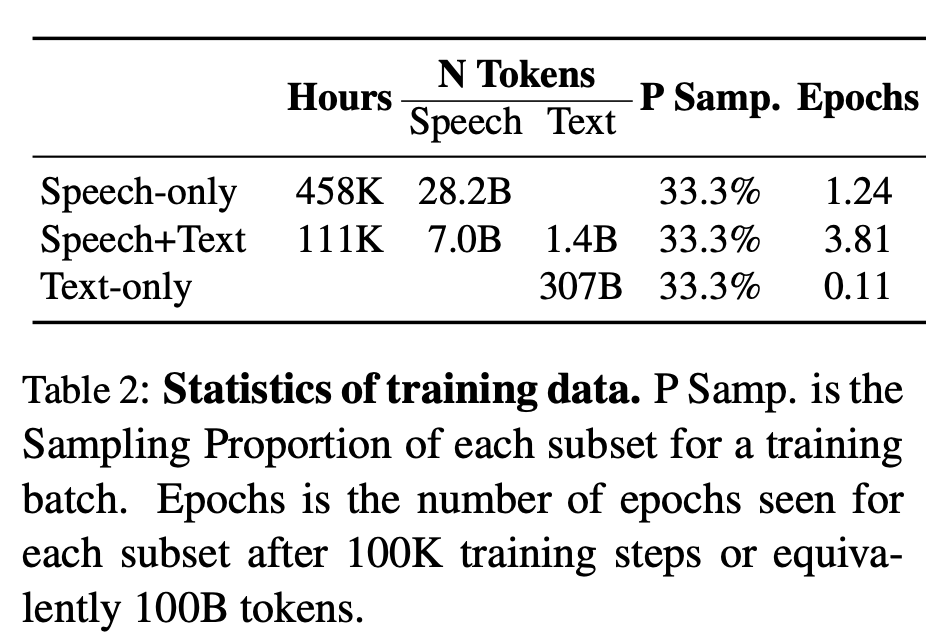 Hours N Tokens P Samp. Epochs
Speech Text
Speech-only 458K 28.2B 33.3% 1.24
Speech+Text 111K 7.0B 1.4B 33.3% 3.81
Text-only 307B 33.3% 0.11
Table 2: Statistics of training data. P Samp. is the
Sampling Proportion of each subset for a training
batch. Epochs is the number of epochs seen for
each subset after 100K training steps or equiva-
lently 100B tokens.